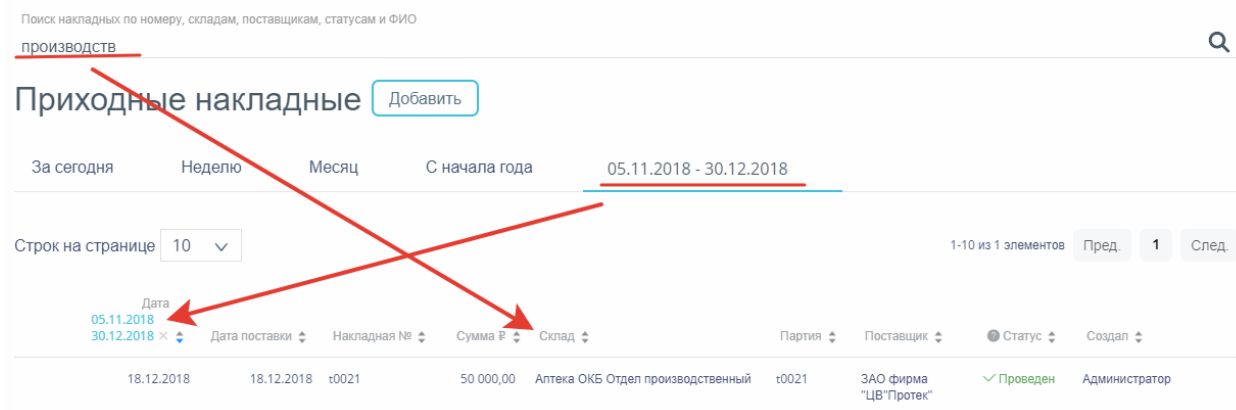 Поиск накладных по номеру, складам, поставщикам, статусам и ФИО
производств
Приходные накладные Добавить
За сегодня Неделю Месяц С начала года 05.11.2018 - 30.12.2018
Строк на странице 10 1-10 из 1 элементов Пред. 1 След.
Дата
05.11.2018
30.12.2018 × Дата поставки Накладная № Сумма ₽ Склад Партия Поставщик ? Статус Создал
18.12.2018 18.12.2018 t0021 50 000,00 Аптека ОКБ Отдел производственный t0021 ЗАО фирма Проведен Администратор
"ЦВ"Протек"